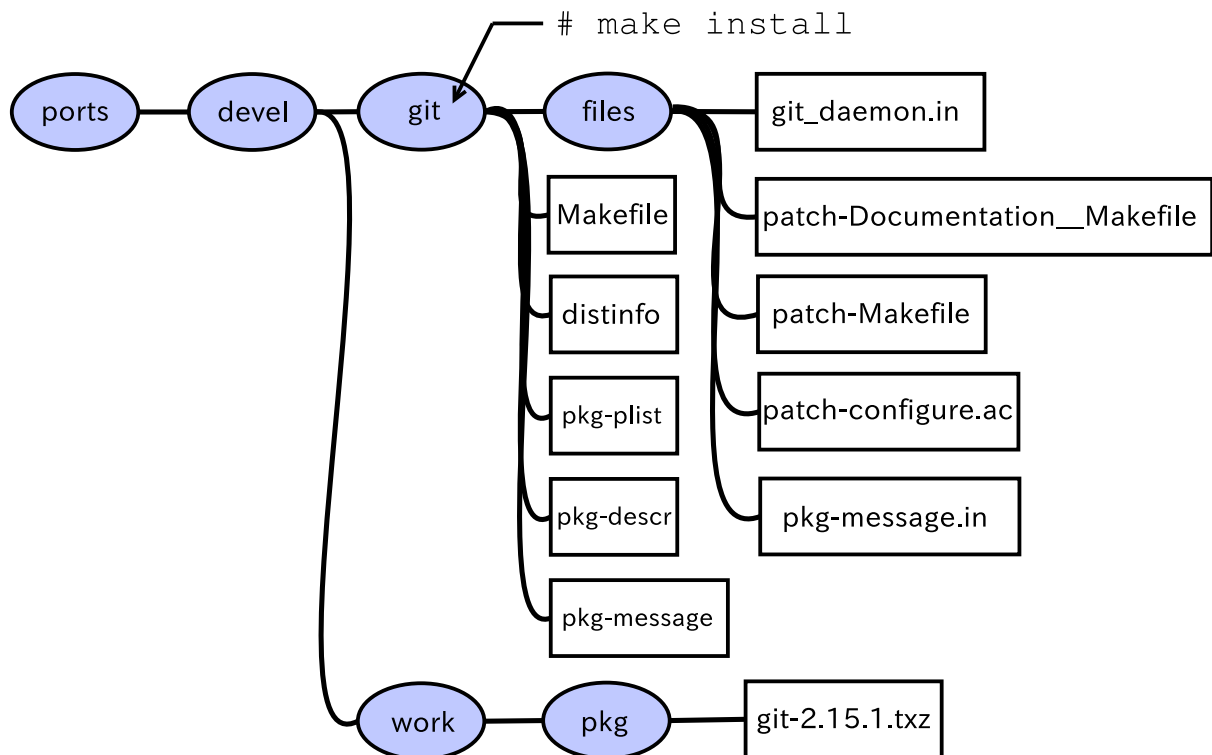 # make install
ports
devel
git
files
git_daemon.in
Makefile
patch-Documentation__Makefile
distinfo
patch-Makefile
pkg-plist
patch-configure.ac
pkg-descr
pkg-message.in
pkg-message
work
pkg
git-2.15.1.txz